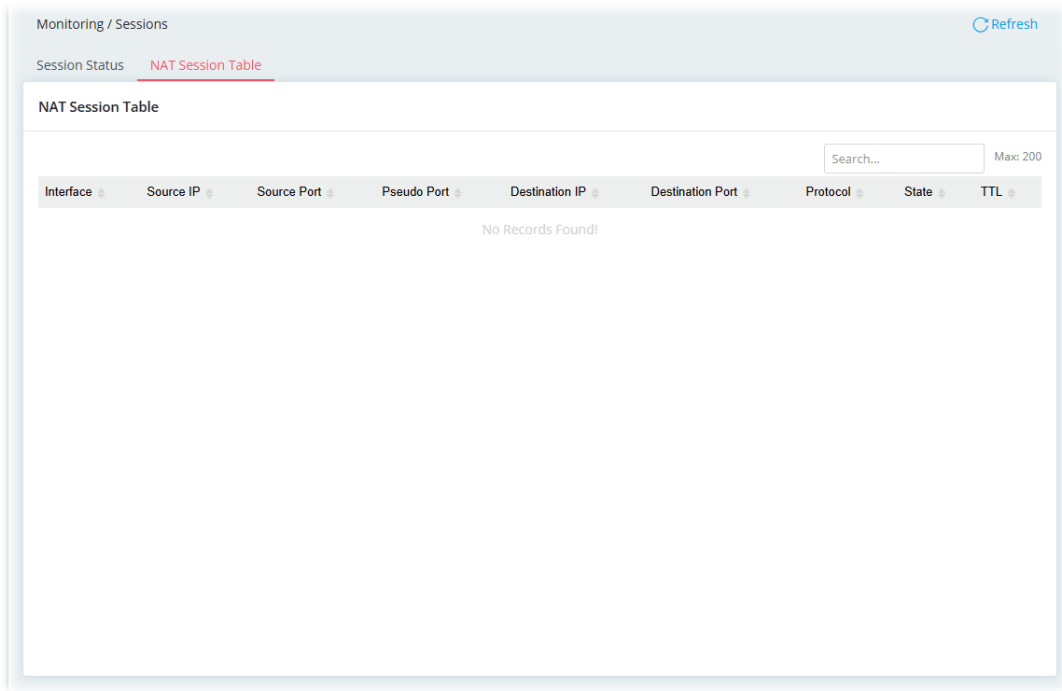 Monitoring / Sessions Refresh
Session Status NAT Session Table
NAT Session Table
Search... Max: 200
Interface Source IP Source Port Pseudo Port Destination IP Destination Port Protocol State TTL
No Records Found!